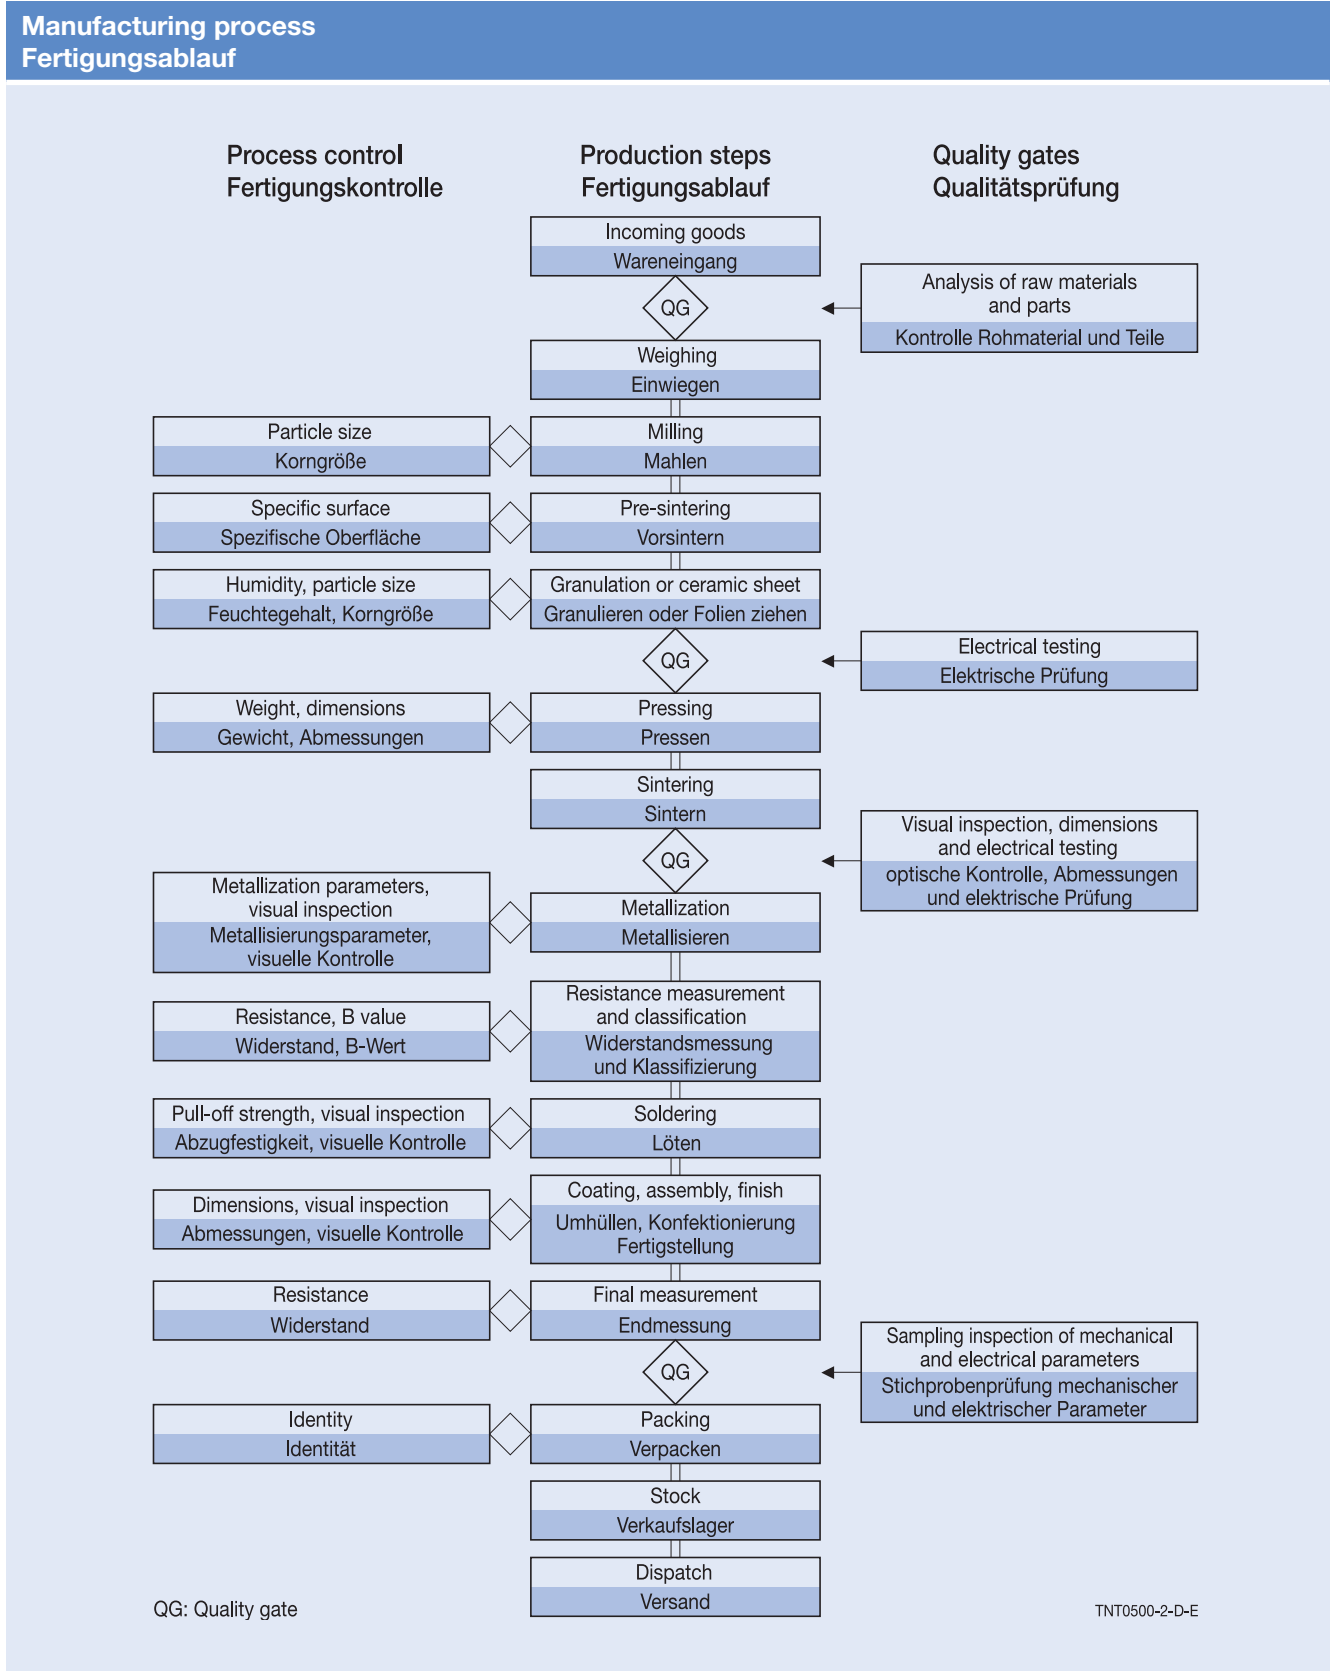 Manufacturing process
Fertigungsablauf
Process control
Fertigungskontrolle
Production steps
Fertigungsablauf
Quality gates
Qualitätsprüfung
Incoming goods
Wareneingang
QG
Analysis of raw materials
and parts
Kontrolle Rohmaterial und Teile
Weighing
Einwiegen
Particle size
Korngröße
Milling
Mahlen
Specific surface
Spezifische Oberfläche
Pre-sintering
Vorsintern
Humidity, particle size
Feuchtegehalt, Korngröße
Granulation or ceramic sheet
Granulieren oder Folien ziehen
QG
Electrical testing
Elektrische Prüfung
Weight, dimensions
Gewicht, Abmessungen
Pressing
Pressen
Sintering
Sintern
QG
Visual inspection, dimensions
and electrical testing
optische Kontrolle, Abmessungen
und elektrische Prüfung
Metallization parameters,
visual inspection
Metallisierungsparameter,
visuelle Kontrolle
Metallization
Metallisieren
Resistance, B value
Widerstand, B-Wert
Resistance measurement
and classification
Widerstandsmessung
und Klassifizierung
Pull-off strength, visual inspection
Abzugfestigkeit, visuelle Kontrolle
Soldering
Löten
Dimensions, visual inspection
Abmessungen, visuelle Kontrolle
Coating, assembly, finish
Umhüllen, Konfektionierung
Fertigstellung
Resistance
Widerstand
Final measurement
Endmessung
QG
Sampling inspection of mechanical
and electrical parameters
Stichprobenprüfung mechanischer
und elektrischer Parameter
Identity
Identität
Packing
Verpacken
Stock
Verkaufslager
Dispatch
Versand
QG: Quality gate
TNT0500-2-D-E